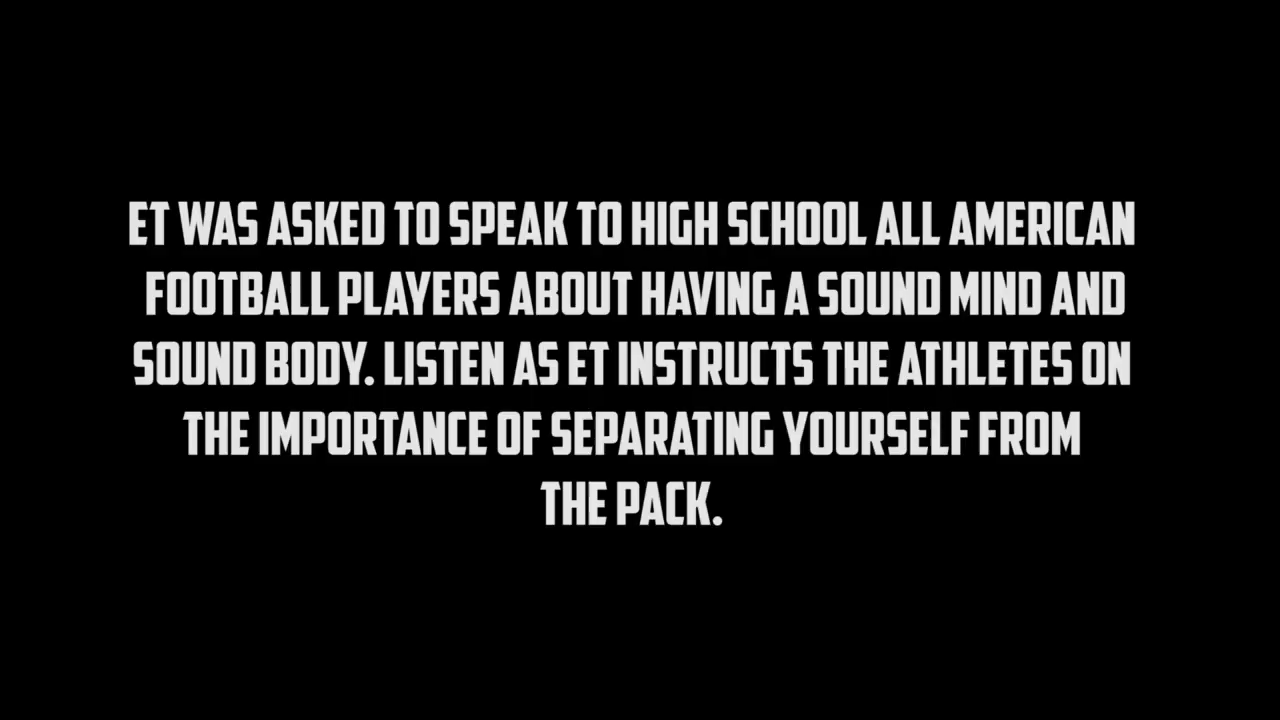 ET WAS ASKED TO SPEAK TO HIGH SCHOOL ALL AMERICAN
FOOTBALL PLAYERS ABOUT HAVING A SOUND MIND AND
SOUND BODY. LISTEN AS ET INSTRUCTS THE ATHLETES ON
THE IMPORTANCE OF SEPARATING YOURSELF FROM
THE PACK.